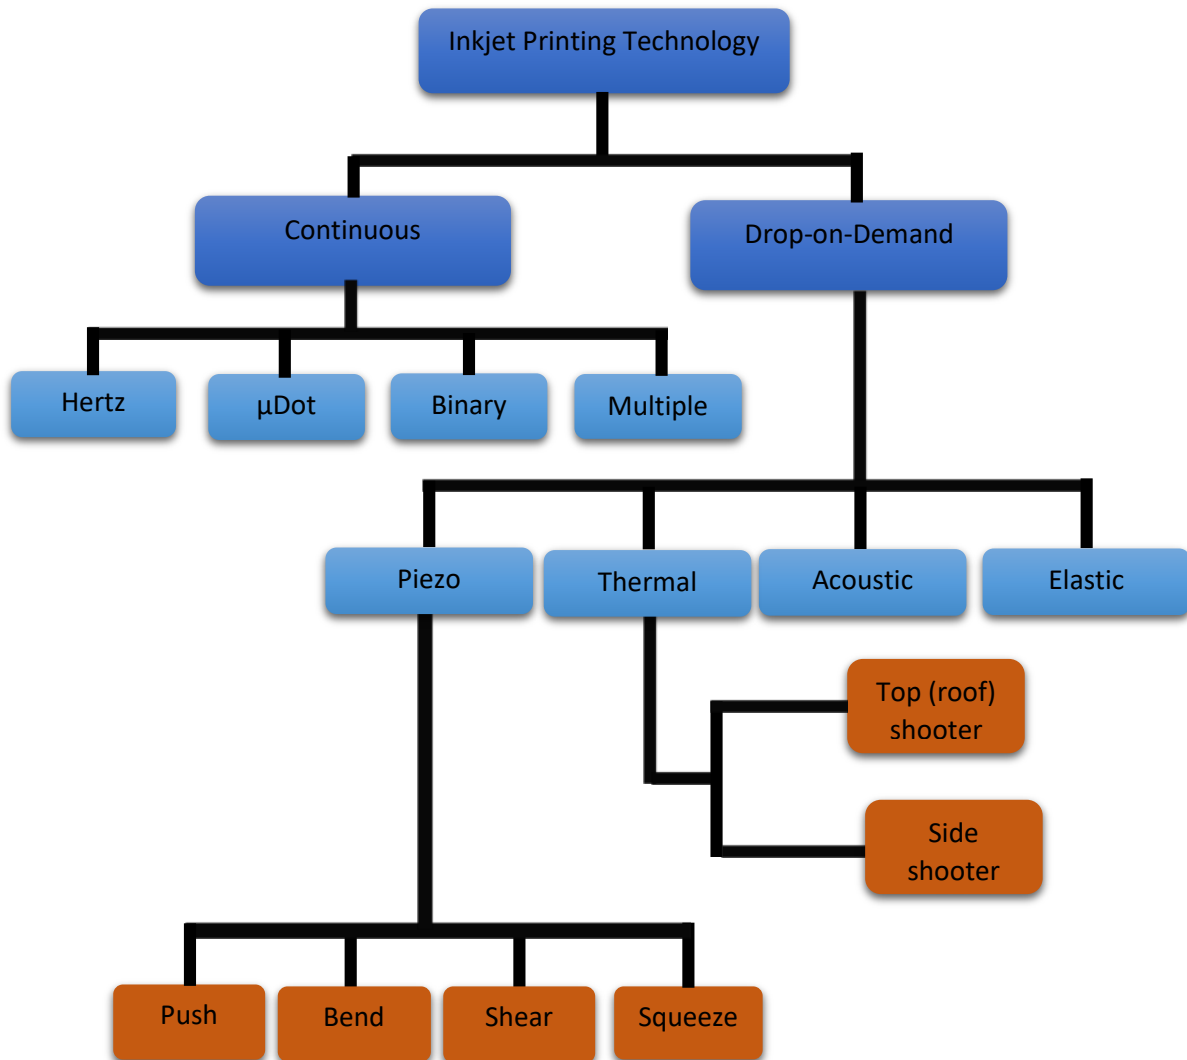 Inkjet Printing Technology
Continuous
Drop-on-Demand
Hertz
µDot
Binary
Multiple
Piezo
Thermal
Acoustic
Elastic
Top (roof)
shooter
Side
shooter
Push
Bend
Shear
Squeeze